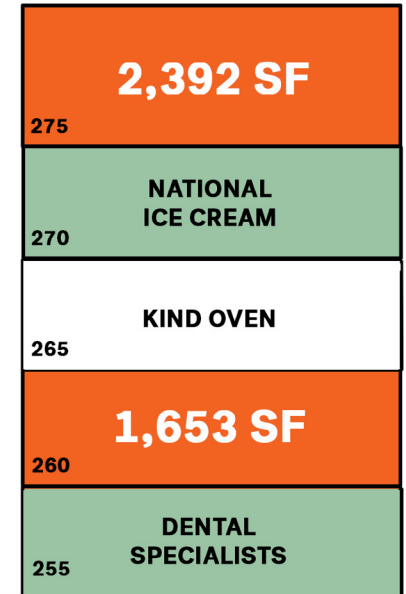 2,392 SF
275
NATIONAL
ICE CREAM
270
KIND OVEN
265
1,653 SF
260
DENTAL
SPECIALISTS
255